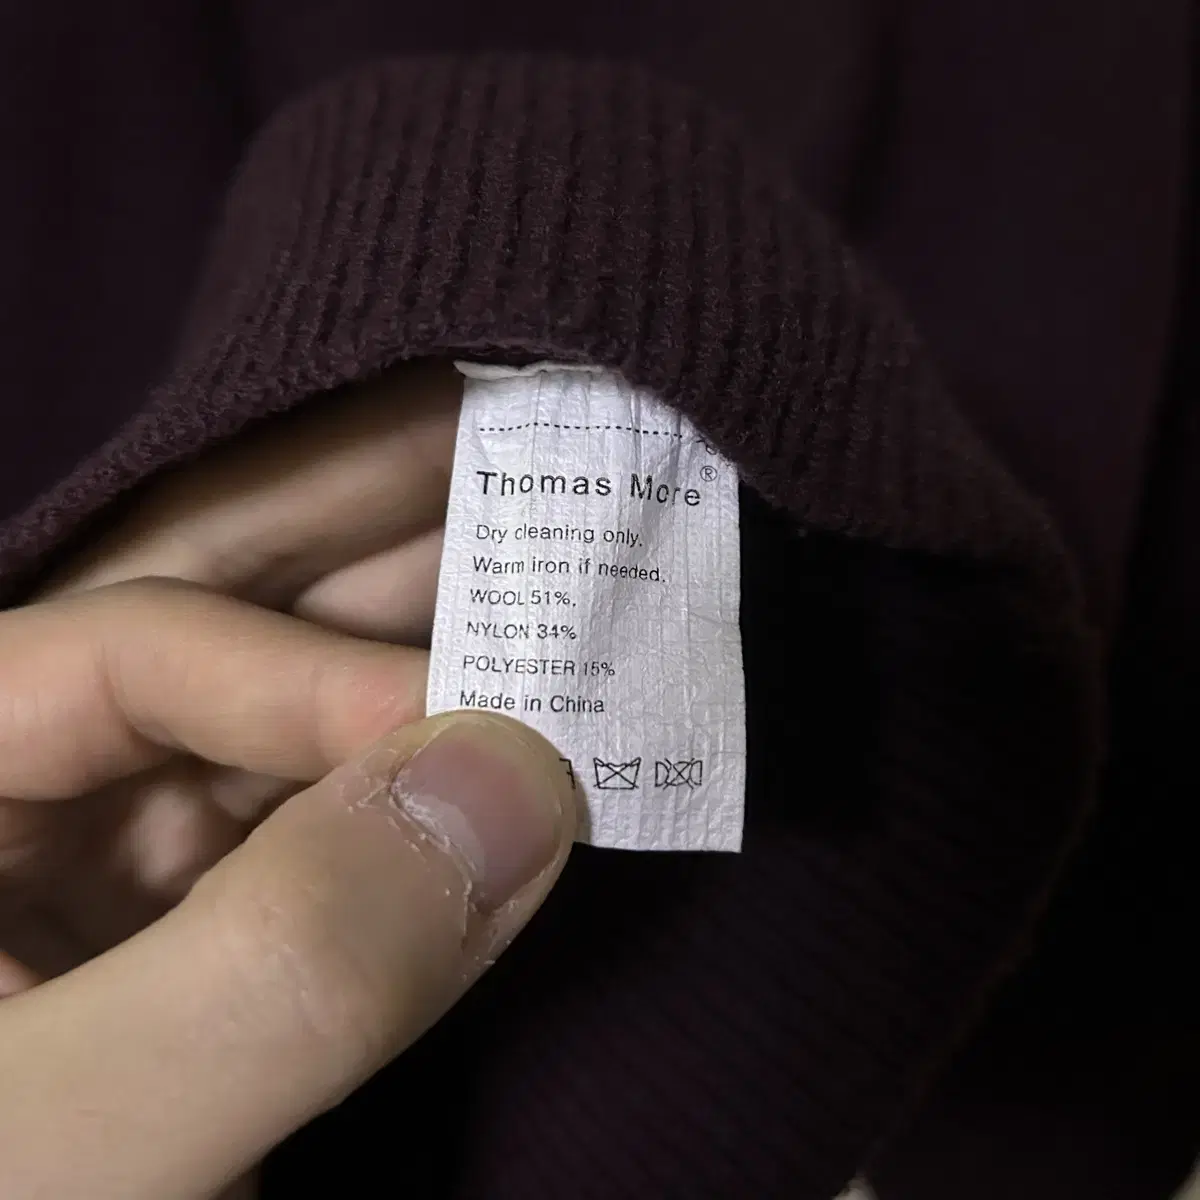 Thomas More®
Dry cleaning only.
Warm iron if needed.
WOOL 51%,
NYLON 34%
POLYESTER 15%
Made in China